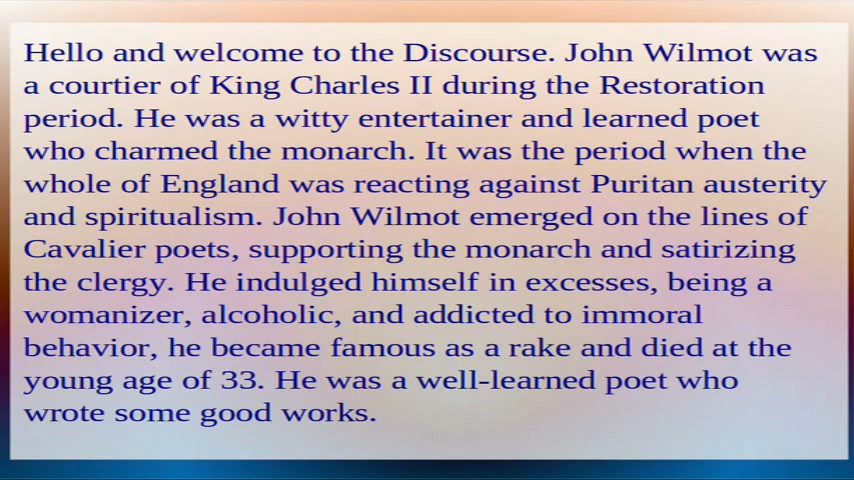 Hello and welcome to the Discourse. John Wilmot was
a courtier of King Charles II during the Restoration
period. He was a witty entertainer and learned poet
who charmed the monarch. It was the period when the
whole of England was reacting against Puritan austerity
and spiritualism. John Wilmot emerged on the lines of
Cavalier poets, supporting the monarch and satirizing
the clergy. He indulged himself in excesses, being a
womanizer, alcoholic, and addicted to immoral
behavior, he became famous as a rake and died at the
young age of 33. He was a well-learned poet who
wrote some good works.